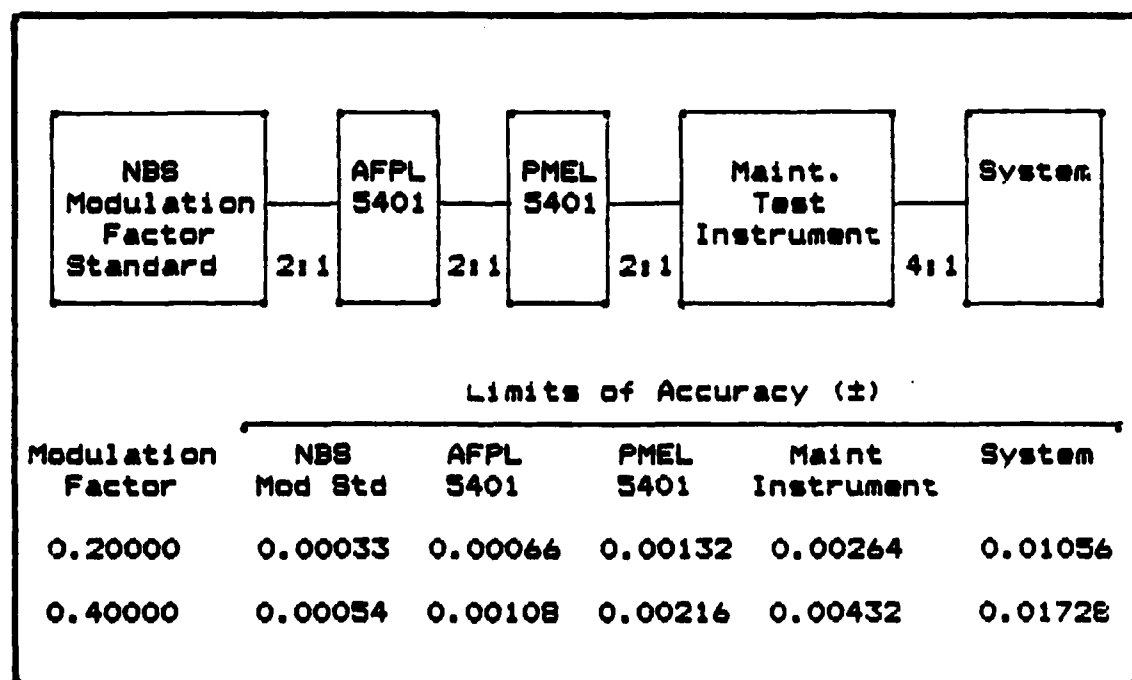 NBS Modulation Factor Standard
AFPL 5401
PMEL 5401
Maint. Test Instrument
System
2:1
2:1
2:1
4:1
Limits of Accuracy (±)
Modulation Factor
NBS Mod Std
AFPL 5401
PMEL 5401
Maint Instrument
System
0.20000 0.00033 0.00066 0.00132 0.00264 0.01056
0.40000 0.00054 0.00108 0.00216 0.00432 0.01728